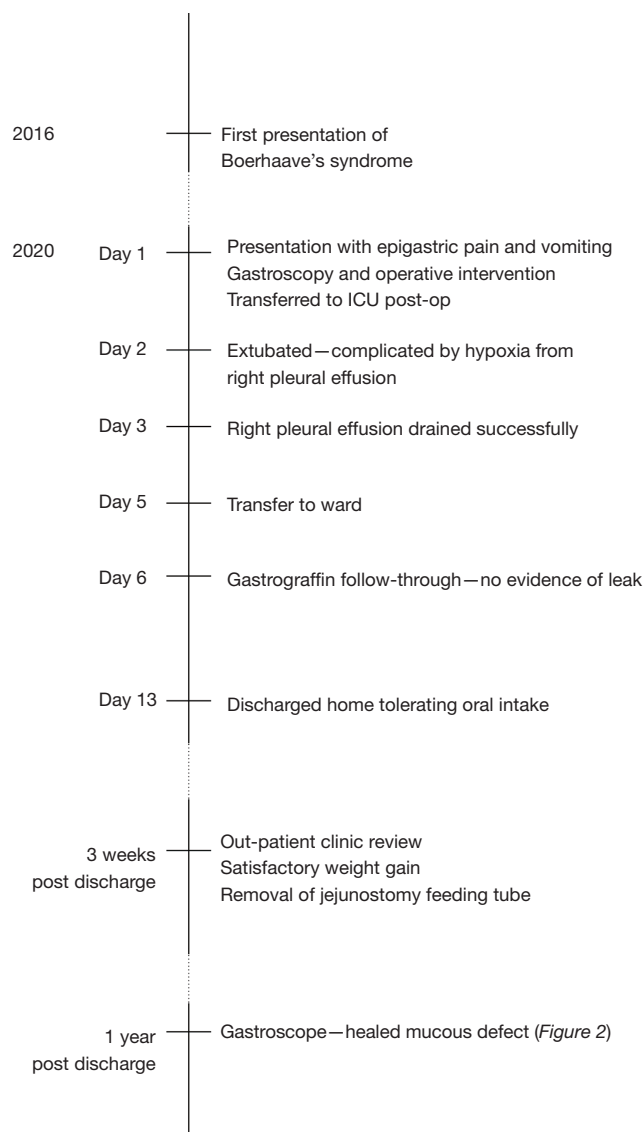 2016
First presentation of
Boerhaave's syndrome
2020
Day 1
Presentation with epigastric pain and vomiting
Gastroscopy and operative intervention
Transferred to ICU post-op
Day 2
Extubated—complicated by hypoxia from
right pleural effusion
Day 3
Right pleural effusion drained successfully
Day 5
Transfer to ward
Day 6
Gastrograffin follow-through—no evidence of leak
Day 13
Discharged home tolerating oral intake
3 weeks
post discharge
Out-patient clinic review
Satisfactory weight gain
Removal of jejunostomy feeding tube
1 year
post discharge
Gastroscope—healed mucous defect (Figure 2)